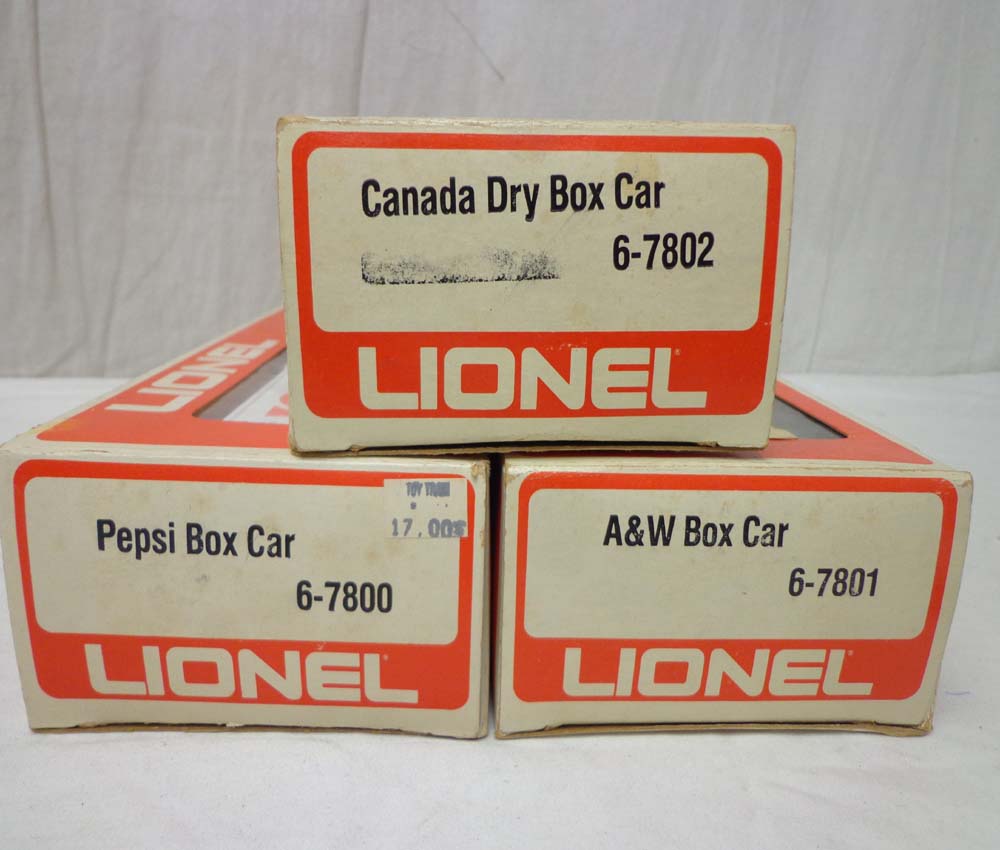 Canada Dry Box Car
6-7802
LIONEL
LIONEL
Pepsi Box Car
TOY TRAIN
17.00$
6-7800
LIONEL
A&W Box Car
6-7801
LIONEL